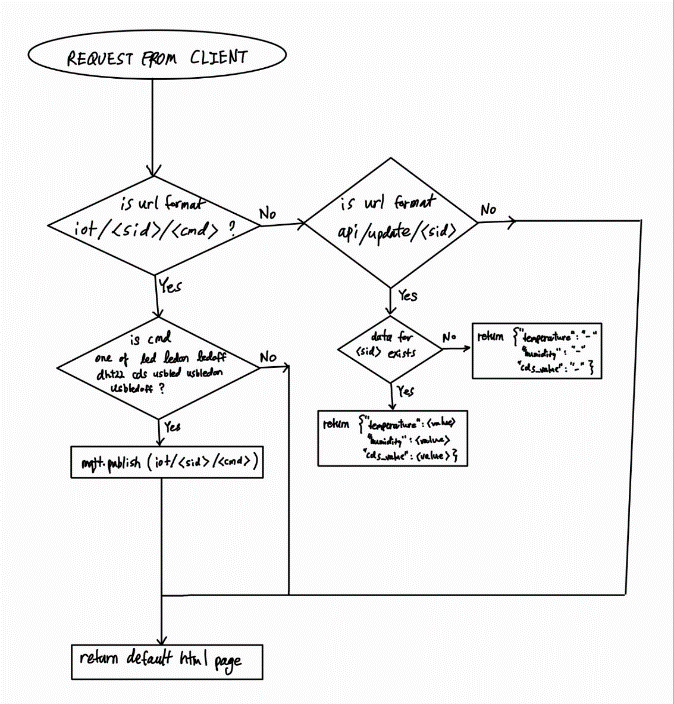 REQUEST FROM CLIENT
is url format
iot/<sid>/<cmd> ?
No
is url format
api/update/<sid>
No
Yes
Yes
is cmd
one of led ledon ledoff
dht22 cds usbled usbledon
usbledoff ?
No
data for
<sid> exists
No
return {"temperature": "-"
"humidity": "-"
"cds_value": "-" }
Yes
Yes
return {"temperature": <value>
"humidity": <value>
"cds_value": <value> }
mqtt.publish (iot/<sid>/<cmd>)
return default html page